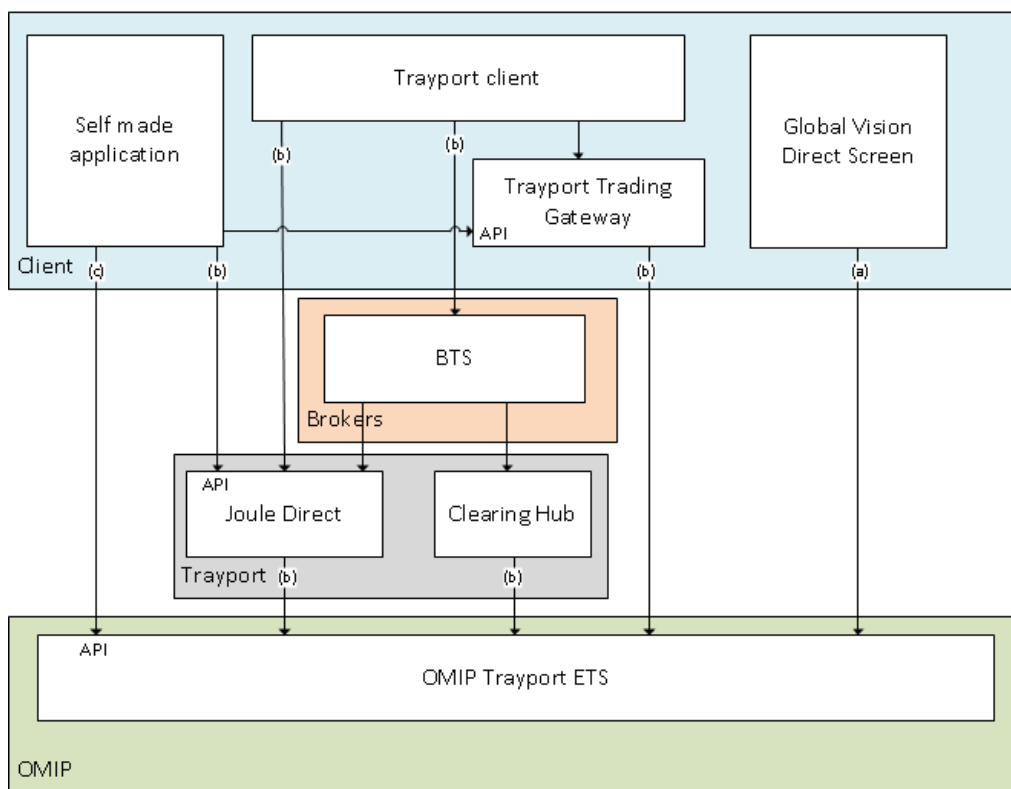 Self made
application
Trayport client
Global Vision
Direct Screen
(b)
(b)
Trayport Trading
Gateway
API
Client
(c)
(b)
(b)
(a)
BTS
Brokers
API
Joule Direct
Clearing Hub
Trayport
(b)
(b)
API
OMIP Trayport ETS
OMIP